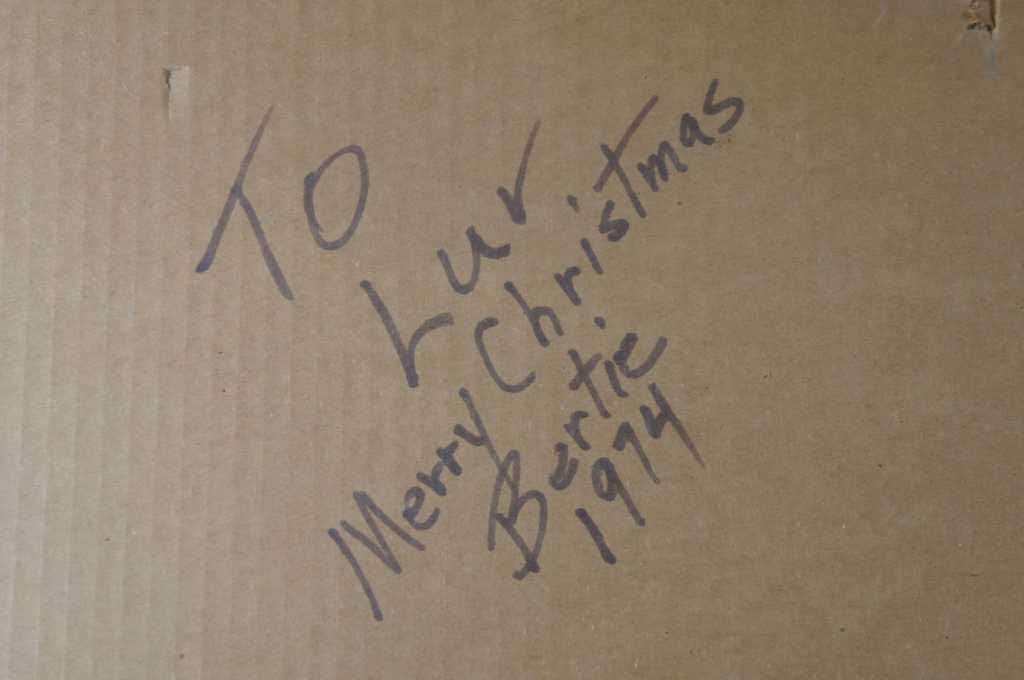 TO
Lur
Merry Christmas
Bertie
1974